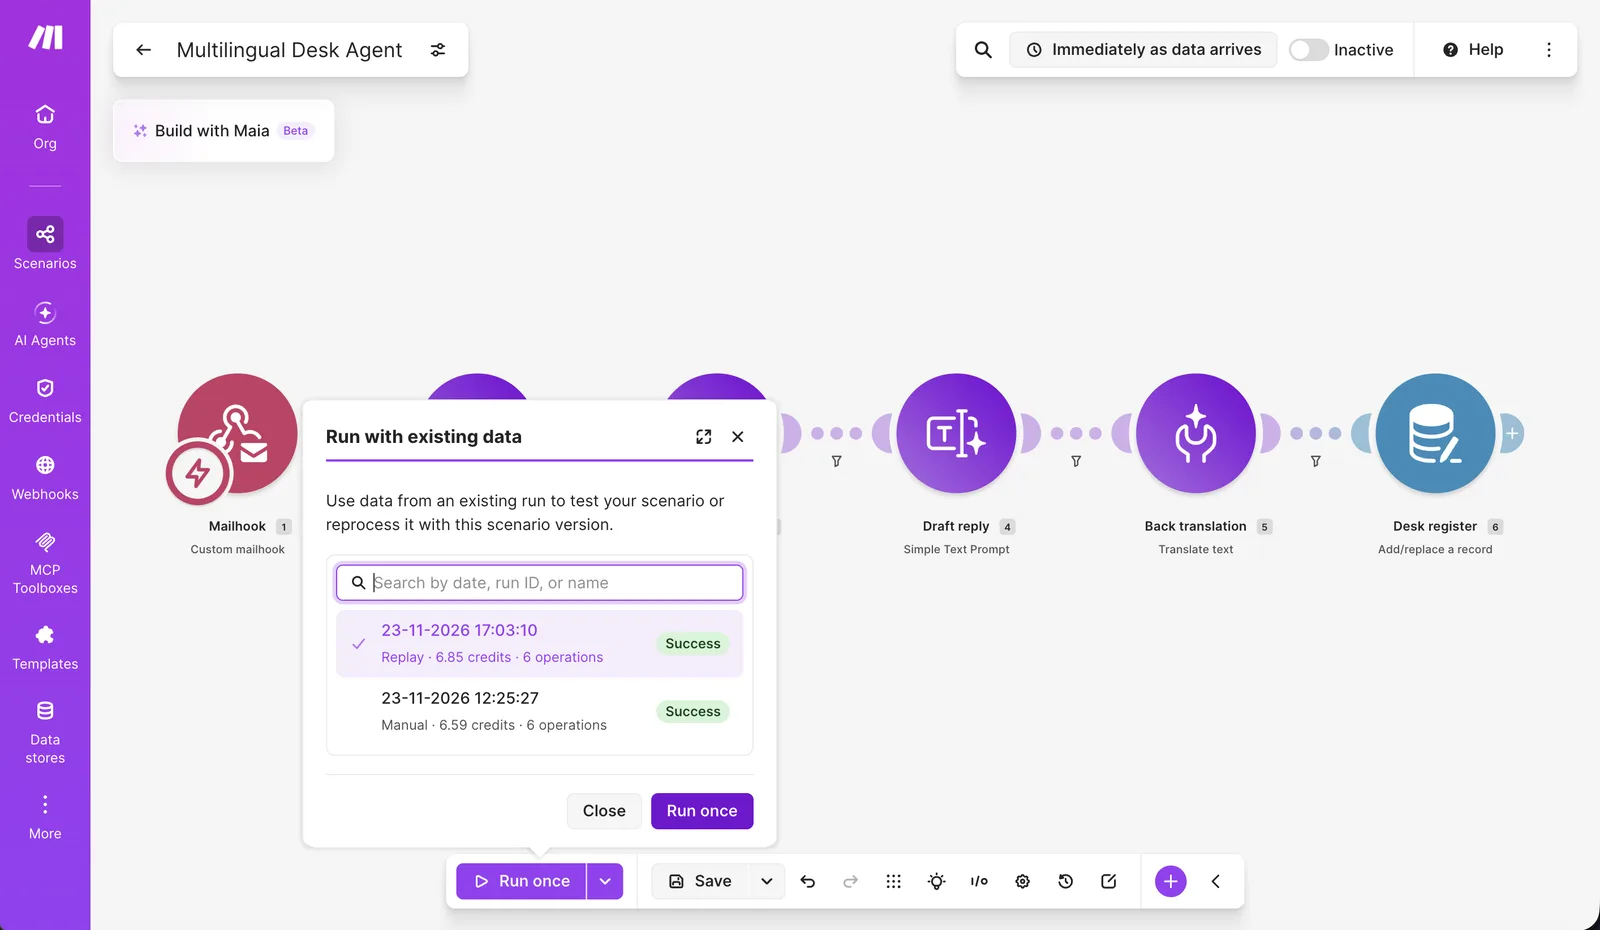 Multilingual Desk Agent
Immediately as data arrives
Inactive
Help
Build with Maia Beta
Org
Scenarios
AI Agents
Credentials
Webhooks
MCP
Toolboxes
Templates
Data
stores
More
Mailhook 1
Custom mailhook
Draft reply 4
Simple Text Prompt
Back translation 5
Translate text
Desk register 6
Add/replace a record
Run with existing data
Use data from an existing run to test your scenario or
reprocess it with this scenario version.
Search by date, run ID, or name
23-11-2026 17:03:10
Replay · 6.85 credits · 6 operations
Success
23-11-2026 12:25:27
Manual · 6.59 credits · 6 operations
Success
Close
Run once
Run once
Save
I/O